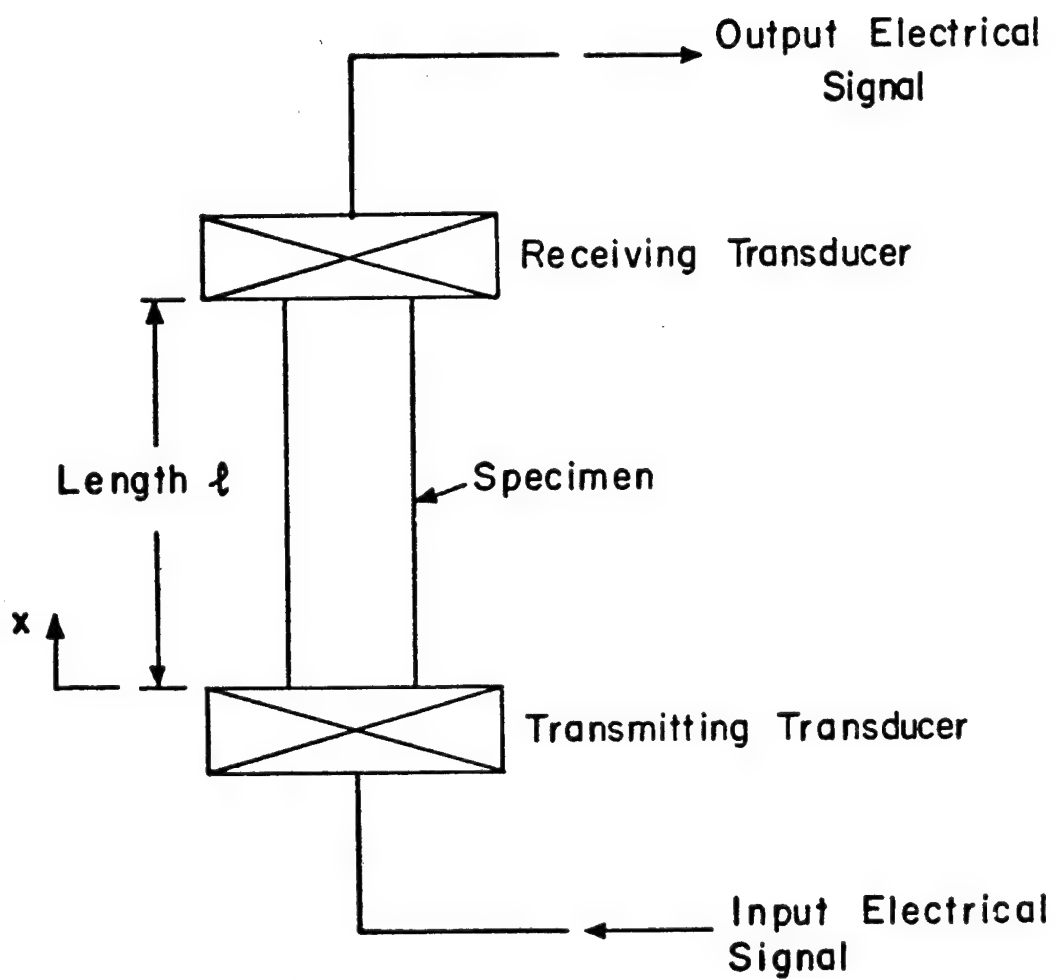 Output Electrical
Signal
Receiving Transducer
Length ℓ
Specimen
x
Transmitting Transducer
Input Electrical
Signal